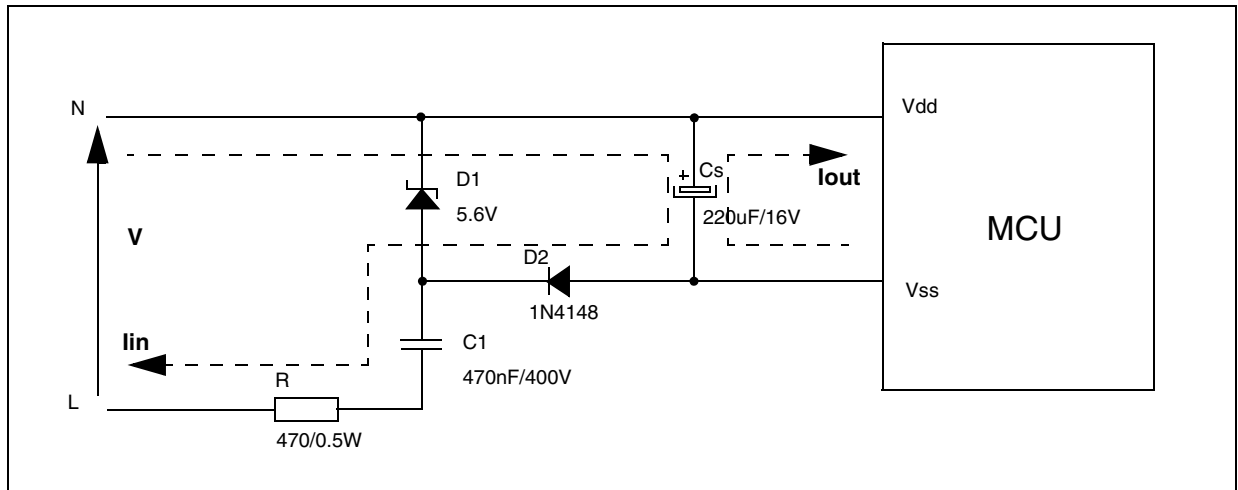 N
Vdd
D1
5.6V
+
Cs
220uF/16V
Iout
V
MCU
D2
1N4148
Vss
Iin
C1
470nF/400V
R
L
470/0.5W